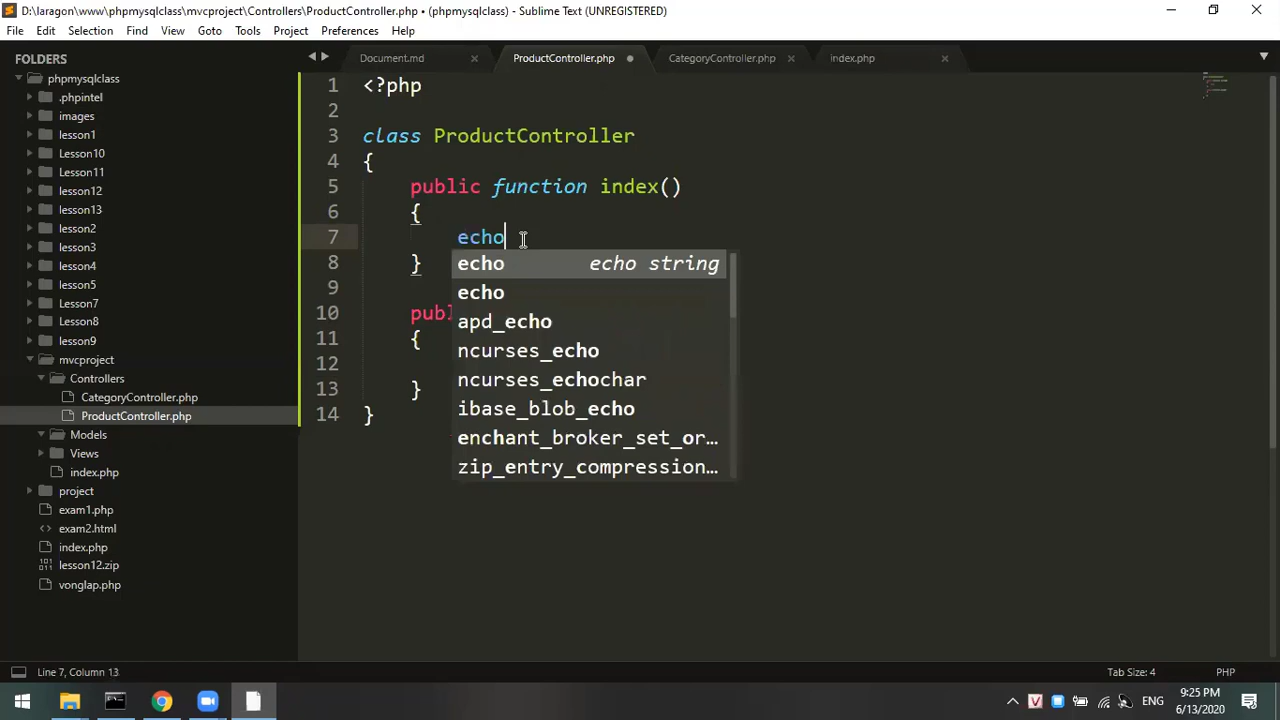 D:\laragon\www\phpmysqlclass\mvcproject\Controllers\ProductController.php • (phpmysqlclass) - Sublime Text (UNREGISTERED)
File Edit Selection Find View Goto Tools Project Preferences Help
FOLDERS
phpmysqlclass
.phpintel
images
lesson1
Lesson10
Lesson11
lesson12
lesson13
lesson2
lesson3
lesson4
lesson5
Lesson7
Lesson8
lesson9
mvcproject
Controllers
CategoryController.php
ProductController.php
Models
Views
index.php
project
exam1.php
exam2.html
index.php
lesson12.zip
vonglap.php
Document.md ProductController.php CategoryController.php index.php
1 <?php
2
3 class ProductController
4 {
5 public function index()
6 {
7 echo
8 }
9
10 publ
11 {
12
13 }
14 }
echo echo string
echo
apd_echo
ncurses_echo
ncurses_echochar
ibase_blob_echo
enchant_broker_set_or…
zip_entry_compression…
Line 7, Column 13 Tab Size: 4 PHP
ENG 9:25 PM
6/13/2020